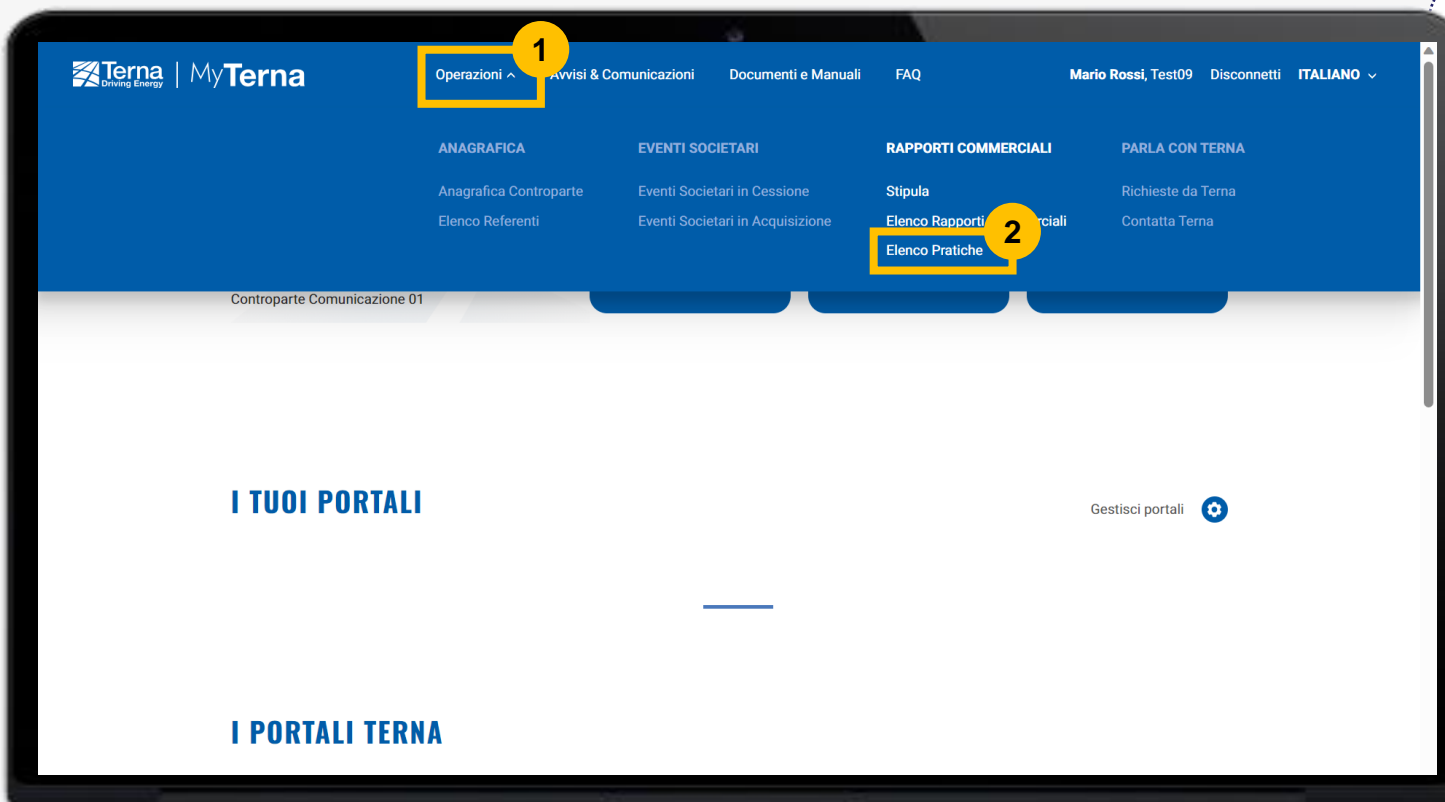 Terna Driving Energy | MyTerna
Operazioni
1
Avvisi & Comunicazioni
Documenti e Manuali
FAQ
Mario Rossi, Test09
Disconnetti
ITALIANO
ANAGRAFICA
Anagrafica Controparte
Elenco Referenti
EVENTI SOCIETARI
Eventi Societari in Cessione
Eventi Societari in Acquisizione
RAPPORTI COMMERCIALI
Stipula
Elenco Rapporti
2
Elenco Pratiche
PARLA CON TERNA
Richieste da Terna
Contatta Terna
Controparte Comunicazione 01
I TUOI PORTALI
Gestisci portali
I PORTALI TERNA